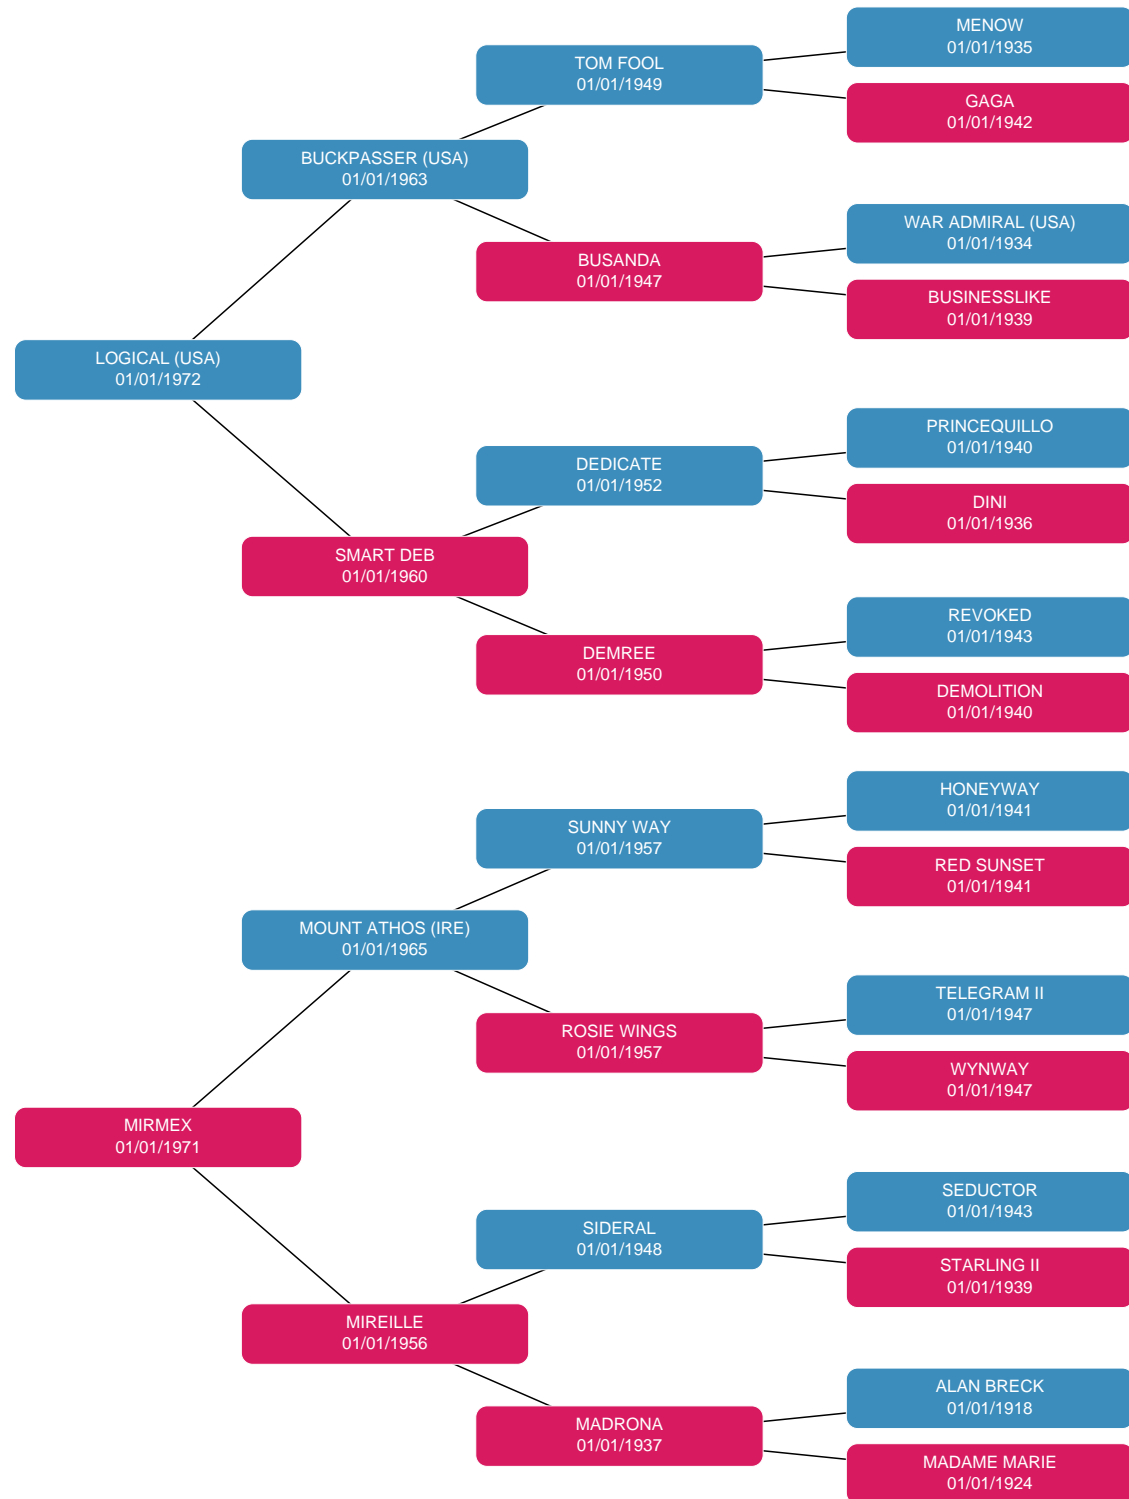 MENOW
01/01/1935
TOM FOOL
01/01/1949
GAGA
01/01/1942
BUCKPASSER (USA)
01/01/1963
WAR ADMIRAL (USA)
01/01/1934
BUSANDA
01/01/1947
BUSINESSLIKE
01/01/1939
LOGICAL (USA)
01/01/1972
PRINCEQUILLO
01/01/1940
DEDICATE
01/01/1952
DINI
01/01/1936
SMART DEB
01/01/1960
REVOKED
01/01/1943
DEMREE
01/01/1950
DEMOLITION
01/01/1940
HONEYWAY
01/01/1941
SUNNY WAY
01/01/1957
RED SUNSET
01/01/1941
MOUNT ATHOS (IRE)
01/01/1965
TELEGRAM II
01/01/1947
ROSIE WINGS
01/01/1957
WYNWAY
01/01/1947
MIRMEX
01/01/1971
SEDUCTOR
01/01/1943
SIDERAL
01/01/1948
STARLING II
01/01/1939
MIREILLE
01/01/1956
ALAN BRECK
01/01/1918
MADRONA
01/01/1937
MADAME MARIE
01/01/1924